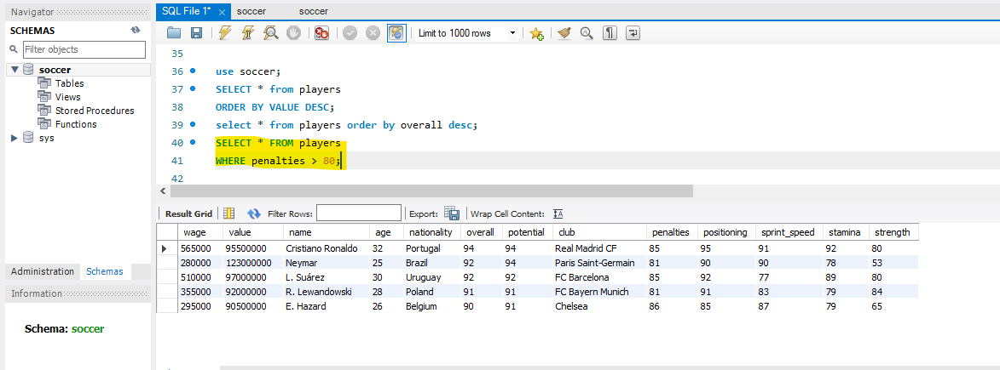 Navigator
SQL File 1* × soccer soccer
SCHEMAS
Filter objects
Limit to 1000 rows
soccer
Tables
Views
Stored Procedures
Functions
sys
35
36 use soccer;
37 SELECT * from players
38 ORDER BY VALUE DESC;
39 select * from players order by overall desc;
40 SELECT * FROM players
41 WHERE penalties > 80;
42
Result Grid Filter Rows: Export: Wrap Cell Content:
wage value name age nationality overall potential club penalties positioning sprint_speed stamina strength
565000 95500000 Cristiano Ronaldo 32 Portugal 94 94 Real Madrid CF 85 95 91 92 80
280000 123000000 Neymar 25 Brazil 92 94 Paris Saint-Germain 81 90 90 78 53
510000 97000000 L. Suárez 30 Uruguay 92 92 FC Barcelona 85 92 77 89 80
355000 92000000 R. Lewandowski 28 Poland 91 91 FC Bayern Munich 81 91 83 79 84
295000 90500000 E. Hazard 26 Belgium 90 91 Chelsea 86 85 87 79 65
Administration Schemas
Information
Schema: soccer